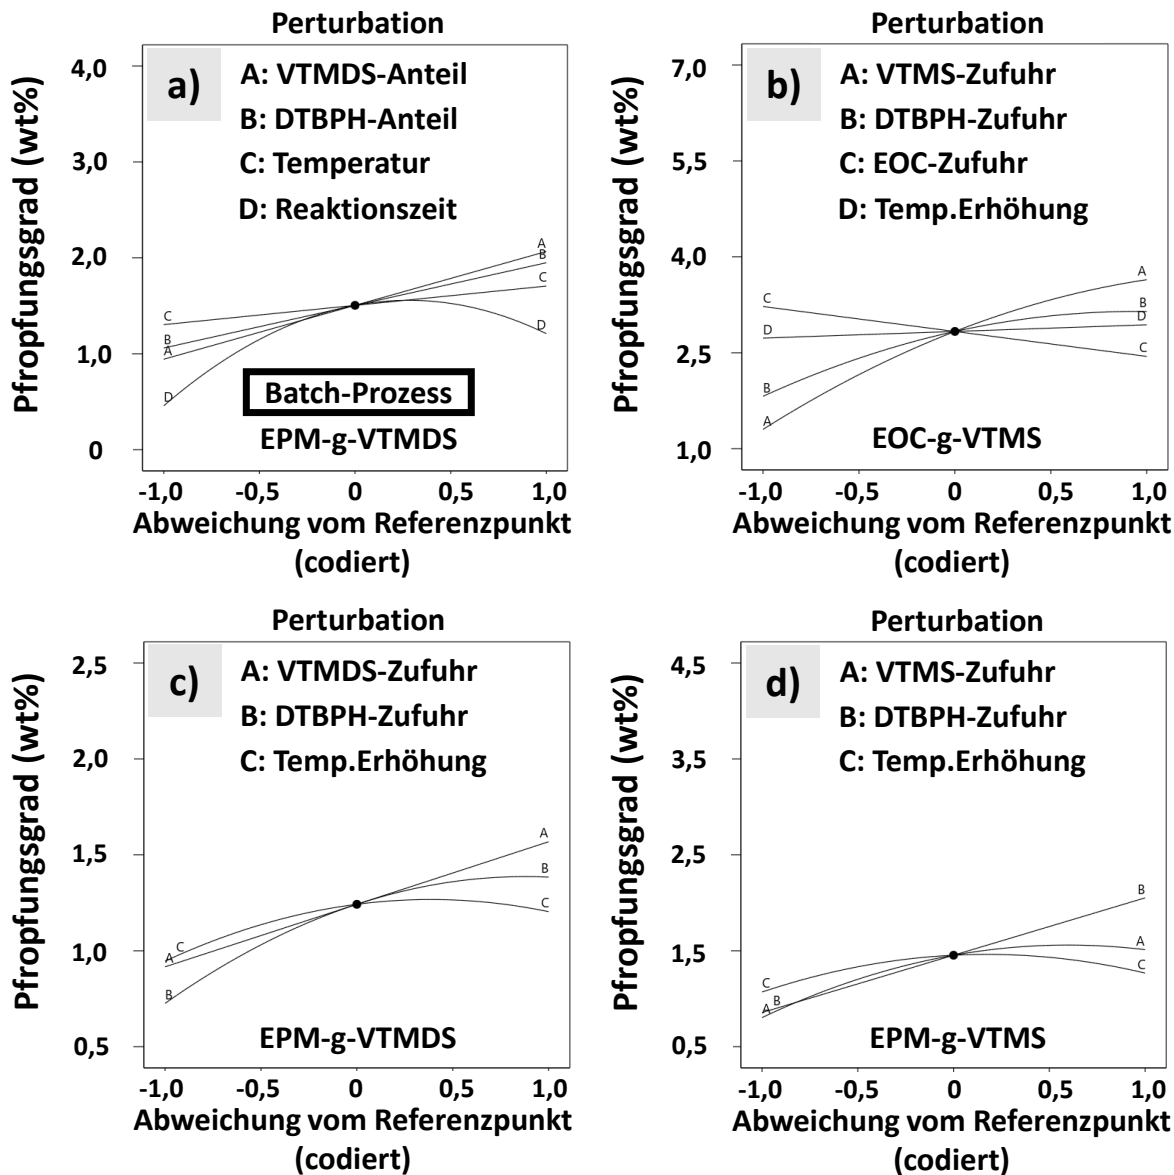 Perturbation
a)
A: VTMDS-Anteil
B: DTBPH-Anteil
C: Temperatur
D: Reaktionszeit
Pfropfungsgrad (wt%)
4,0
3,0
2,0
1,0
0
A
B
C
D
C
B
A
D
Batch-Prozess
EPM-g-VTMDS
-1,0 -0,5 0 0,5 1,0
Abweichung vom Referenzpunkt
(codiert)
Perturbation
b)
A: VTMS-Zufuhr
B: DTBPH-Zufuhr
C: EOC-Zufuhr
D: Temp.Erhöhung
Pfropfungsgrad (wt%)
7,0
5,5
4,0
2,5
1,0
C
D
B
A
A
B
D
C
EOC-g-VTMS
-1,0 -0,5 0 0,5 1,0
Abweichung vom Referenzpunkt
(codiert)
Perturbation
c)
A: VTMDS-Zufuhr
B: DTBPH-Zufuhr
C: Temp.Erhöhung
Pfropfungsgrad (wt%)
2,5
2,0
1,5
1,0
0,5
C
A
B
A
B
C
EPM-g-VTMDS
-1,0 -0,5 0 0,5 1,0
Abweichung vom Referenzpunkt
(codiert)
Perturbation
d)
A: VTMS-Zufuhr
B: DTBPH-Zufuhr
C: Temp.Erhöhung
Pfropfungsgrad (wt%)
4,5
3,5
2,5
1,5
0,5
C
B
A
B
A
C
EPM-g-VTMS
-1,0 -0,5 0 0,5 1,0
Abweichung vom Referenzpunkt
(codiert)